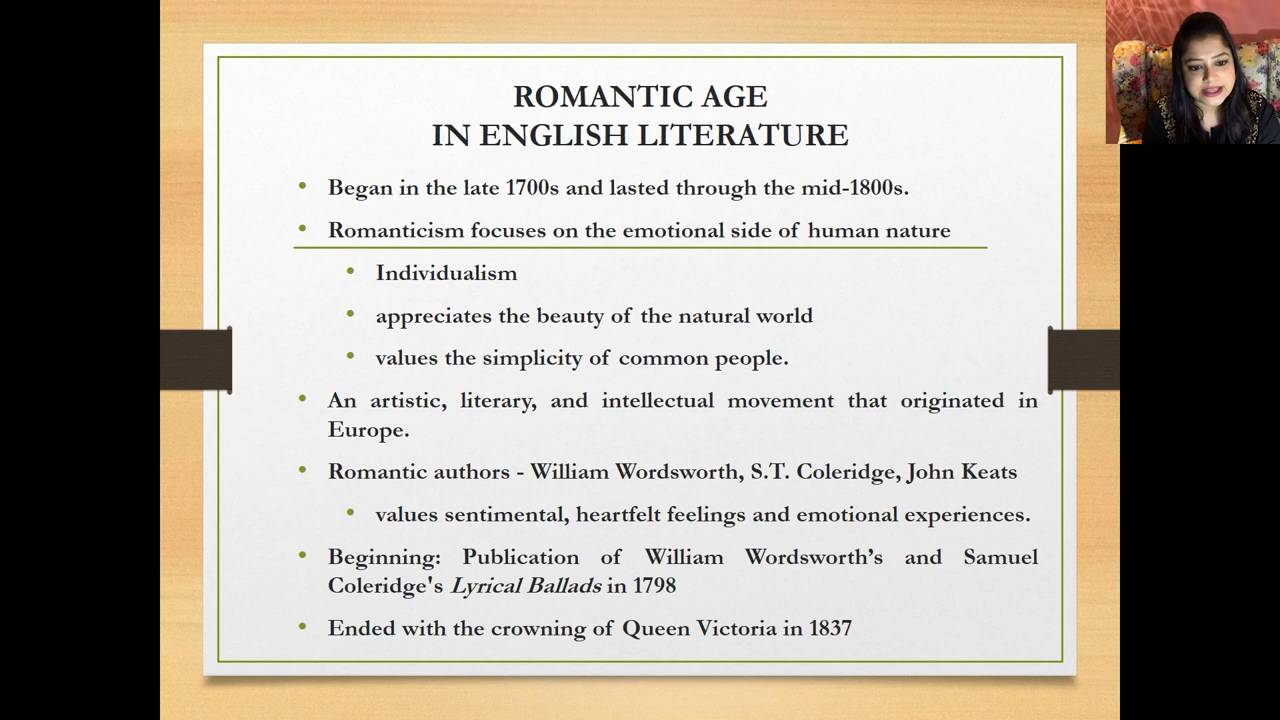 ROMANTIC AGE
IN ENGLISH LITERATURE
• Began in the late 1700s and lasted through the mid-1800s.
• Romanticism focuses on the emotional side of human nature
• Individualism
• appreciates the beauty of the natural world
• values the simplicity of common people.
• An artistic, literary, and intellectual movement that originated in
Europe.
• Romantic authors - William Wordsworth, S.T. Coleridge, John Keats
• values sentimental, heartfelt feelings and emotional experiences.
• Beginning: Publication of William Wordsworth’s and Samuel
Coleridge's Lyrical Ballads in 1798
• Ended with the crowning of Queen Victoria in 1837